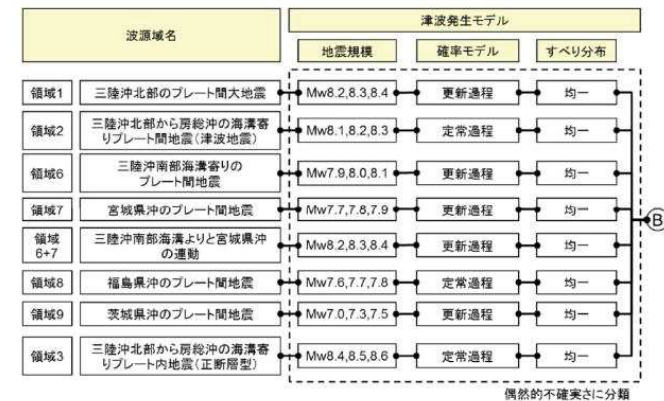 波源域名
津波発生モデル
地震規模
確率モデル
すべり分布
領域1
三陸沖北部のプレート間大地震
Mw8.2,8.3,8.4
更新過程
均一
領域2
三陸沖北部から房総沖の海溝寄
りプレート間地震(津波地震)
Mw8.1,8.2,8.3
定常過程
均一
領域6
三陸沖南部海溝寄りの
プレート間地震
Mw7.9,8.0,8.1
更新過程
均一
領域7
宮城県沖のプレート間地震
Mw7.7,7.8,7.9
更新過程
均一
領域
6+7
三陸沖南部海溝よりと宮城県沖
の連動
Mw8.2,8.3,8.4
更新過程
均一
領域8
福島県沖のプレート間地震
Mw7.6,7.7,7.8
定常過程
均一
領域9
茨城県沖のプレート間地震
Mw7.0,7.3,7.5
更新過程
均一
領域3
三陸沖北部から房総沖の海溝寄
りプレート内地震(正断層型)
Mw8.4,8.5,8.6
定常過程
均一
B
偶然的不確実さに分類